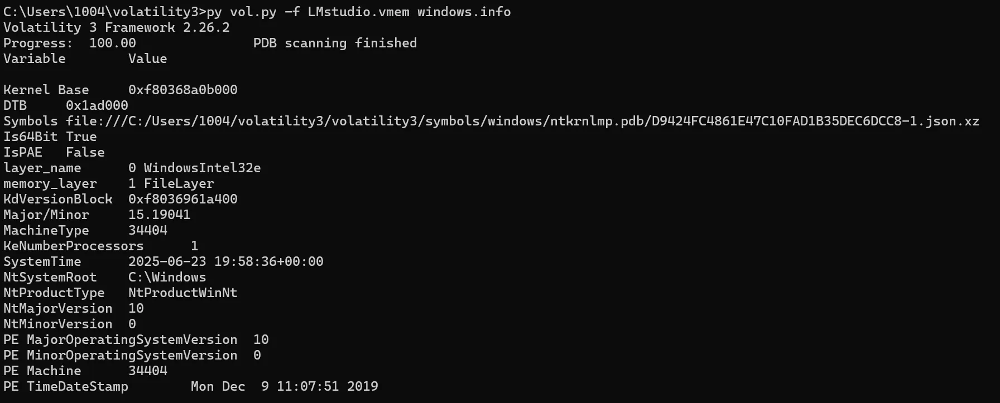 C:\Users\1004\volatility3>py vol.py -f LMstudio.vmem windows.info
Volatility 3 Framework 2.26.2
Progress:  100.00               PDB scanning finished
Variable        Value

Kernel Base     0xf80368a0b000
DTB     0x1ad000
Symbols file:///C:/Users/1004/volatility3/volatility3/symbols/windows/ntkrnlmp.pdb/D9424FC4861E47C10FAD1B35DEC6DCC8-1.json.xz
Is64Bit True
IsPAE   False
layer_name      0 WindowsIntel32e
memory_layer    1 FileLayer
KdVersionBlock  0xf8036961a400
Major/Minor     15.19041
MachineType     34404
KeNumberProcessors      1
SystemTime      2025-06-23 19:58:36+00:00
NtSystemRoot    C:\Windows
NtProductType   NtProductWinNt
NtMajorVersion  10
NtMinorVersion  0
PE MajorOperatingSystemVersion  10
PE MinorOperatingSystemVersion  0
PE Machine      34404
PE TimeDateStamp        Mon Dec  9 11:07:51 2019